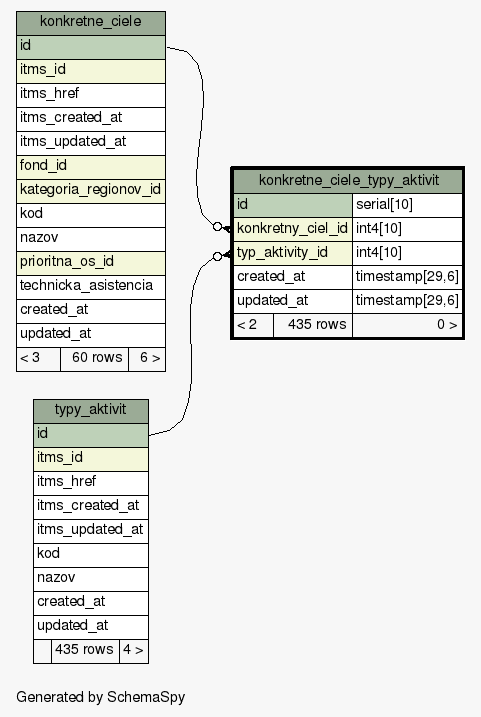 konkretne_ciele
id
itms_id
itms_href
itms_created_at
itms_updated_at
fond_id
kategoria_regionov_id
kod
nazov
prioritna_os_id
technicka_asistencia
created_at
updated_at
< 3 60 rows 6 >
konkretne_ciele_typy_aktivit
id serial[10]
konkretny_ciel_id int4[10]
typ_aktivity_id int4[10]
created_at timestamp[29,6]
updated_at timestamp[29,6]
< 2 435 rows 0 >
typy_aktivit
id
itms_id
itms_href
itms_created_at
itms_updated_at
kod
nazov
created_at
updated_at
435 rows 4 >
Generated by SchemaSpy